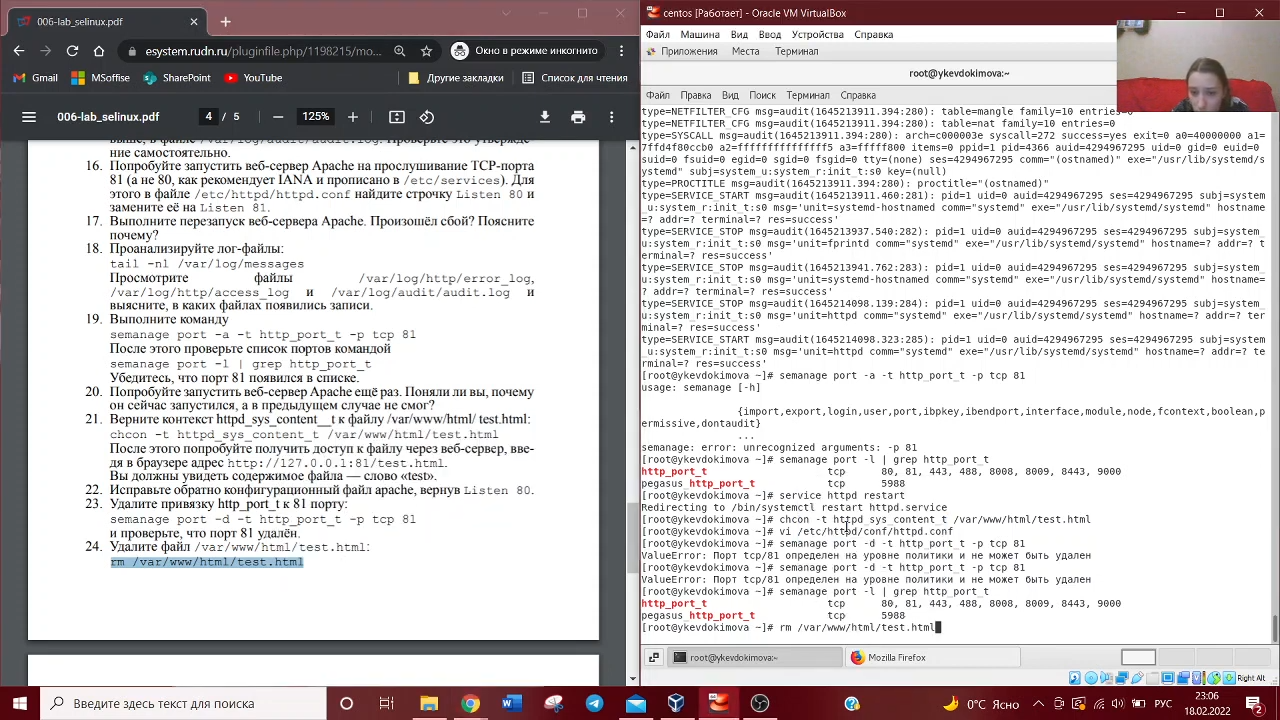 006-lab_selinux.pdf
esystem.rudn.ru/pluginfile.php/1198215/mo...
Окно в режиме инкогнито
Gmail
MSoffise
SharePoint
YouTube
Другие закладки
Список для чтения
006-lab_selinux.pdf
4 / 5
125%
ние самостоятельно.
16. Попробуйте запустить веб-сервер Apache на прослушивание TCP-порта
81 (а не 80, как рекомендует IANA и прописано в /etc/services). Для
этого в файле /etc/httpd/httpd.conf найдите строчку Listen 80 и
замените её на Listen 81.
17. Выполните перезапуск веб-сервера Apache. Произошёл сбой? Поясните
почему?
18. Проанализируйте лог-файлы:
tail -nl /var/log/messages
Просмотрите файлы /var/log/http/error_log,
/var/log/http/access_log и /var/log/audit/audit.log и
выясните, в каких файлах появились записи.
19. Выполните команду
semanage port -a -t http_port_t -р tcp 81
После этого проверьте список портов командой
semanage port -l | grep http_port_t
Убедитесь, что порт 81 появился в списке.
20. Попробуйте запустить веб-сервер Apache ещё раз. Поняли ли вы, почему
он сейчас запустился, а в предыдущем случае не смог?
21. Верните контекст httpd_sys_content__t к файлу /var/www/html/ test.html:
chcon -t httpd_sys_content_t /var/www/html/test.html
После этого попробуйте получить доступ к файлу через веб-сервер, вве-
дя в браузере адрес http://127.0.0.1:81/test.html.
Вы должны увидеть содержимое файла — слово «test».
22. Исправьте обратно конфигурационный файл apache, вернув Listen 80.
23. Удалите привязку http_port_t к 81 порту:
semanage port -d -t http_port_t -p tcp 81
и проверьте, что порт 81 удалён.
24. Удалите файл /var/www/html/test.html:
rm /var/www/html/test.html
centos [Работает] - Oracle VM VirtualBox
Файл Машина Вид Ввод Устройства Справка
Приложения Места Терминал
root@ykevdokimova:~
Файл Правка Вид Поиск Терминал Справка
type=NETFILTER_CFG msg=audit(1645213911.394:280): table=mangle family=10 entries=0
type=NETFILTER_CFG msg=audit(1645213911.394:280): table=nat family=10 entries=0
type=SYSCALL msg=audit(1645213911.394:280): arch=c000003e syscall=272 success=yes exit=0 a0=40000000 a1=
7ffd4f80ccb0 a2=ffffffffffffff5 a3=fffff800 items=0 ppid=1 pid=4366 auid=4294967295 uid=0 gid=0 euid=0
suid=0 fsuid=0 egid=0 sgid=0 fsgid=0 tty=(none) ses=4294967295 comm="(ostnamed)" exe="/usr/lib/systemd/s
ystemd" subj=system_u:system_r:init_t:s0 key=(null)
type=PROCTITLE msg=audit(1645213911.394:280): proctitle="(ostnamed)"
type=SERVICE_START msg=audit(1645213911.460:281): pid=1 uid=0 auid=4294967295 ses=4294967295 subj=system_
u:system_r:init_t:s0 msg='unit=systemd-hostnamed comm="systemd" exe="/usr/lib/systemd/systemd" hostname
=? addr=? terminal=? res=success'
type=SERVICE_STOP msg=audit(1645213937.540:282): pid=1 uid=0 auid=4294967295 ses=4294967295 subj=system_
u:system_r:init_t:s0 msg='unit=fprintd comm="systemd" exe="/usr/lib/systemd/systemd" hostname=? addr=? t
erminal=? res=success'
type=SERVICE_STOP msg=audit(1645213941.762:283): pid=1 uid=0 auid=4294967295 ses=4294967295 subj=system_
u:system_r:init_t:s0 msg='unit=systemd-hostnamed comm="systemd" exe="/usr/lib/systemd/systemd" hostname
=? addr=? terminal=? res=success'
type=SERVICE_STOP msg=audit(1645214098.139:284): pid=1 uid=0 auid=4294967295 ses=4294967295 subj=system_
u:system_r:init_t:s0 msg='unit=httpd comm="systemd" exe="/usr/lib/systemd/systemd" hostname=? addr=? ter
minal=? res=success'
type=SERVICE_START msg=audit(1645214098.323:285): pid=1 uid=0 auid=4294967295 ses=4294967295 subj=system
_u:system_r:init_t:s0 msg='unit=httpd comm="systemd" exe="/usr/lib/systemd/systemd" hostname=? addr=? te
rminal=? res=success'
[root@ykevdokimova ~]# semanage port -a -t http_port_t -р tcp 81
usage: semanage [-h]
{import,export,login,user,port,ibpkey,ibendport,interface,module,node,fcontext,boolean,p
ermissive,dontaudit}
...
semanage: error: unrecognized arguments: -р 81
[root@ykevdokimova ~]# semanage port -l | grep http_port_t
http_port_t tcp 80, 81, 443, 488, 8008, 8009, 8443, 9000
pegasus_http_port_t tcp 5988
[root@ykevdokimova ~]# service httpd restart
Redirecting to /bin/systemctl restart httpd.service
[root@ykevdokimova ~]# chcon -t httpd_sys_content_t /var/www/html/test.html
[root@ykevdokimova ~]# vi /etc/httpd/conf/httpd.conf
[root@ykevdokimova ~]# semanage port -d -t http_port_t -p tcp 81
ValueError: Порт tcp/81 определен на уровне политики и не может быть удален
[root@ykevdokimova ~]# semanage port -d -t http_port_t -p tcp 81
ValueError: Порт tcp/81 определен на уровне политики и не может быть удален
[root@ykevdokimova ~]# semanage port -l | grep http_port_t
http_port_t tcp 80, 81, 443, 488, 8008, 8009, 8443, 9000
pegasus_http_port_t tcp 5988
[root@ykevdokimova ~]# rm /var/www/html/test.html
root@ykevdokimova:~
Mozilla Firefox
Right Alt
Введите здесь текст для поиска
0°C Ясно
РУС
23:06
18.02.2022
2